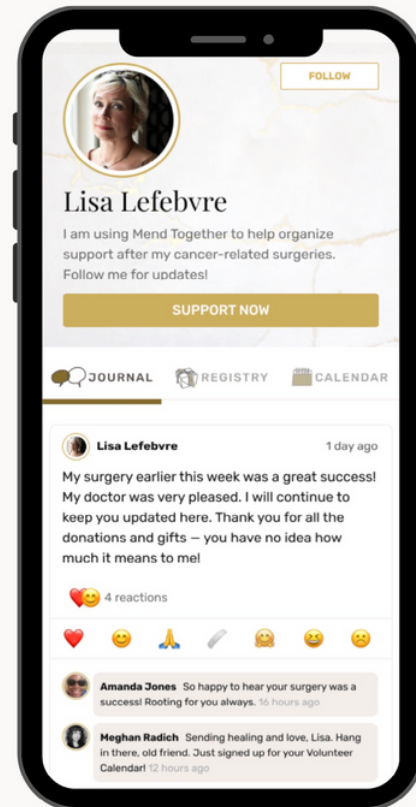 FOLLOW
Lisa Lefebvre
I am using Mend Together to help organize
support after my cancer-related surgeries.
Follow me for updates!
SUPPORT NOW
JOURNAL
REGISTRY
CALENDAR
Lisa Lefebvre 1 day ago
My surgery earlier this week was a great success!
My doctor was very pleased. I will continue to
keep you updated here. Thank you for all the
donations and gifts — you have no idea how
much it means to me!
4 reactions
Amanda Jones So happy to hear your surgery was a
success! Rooting for you always. 16 hours ago
Meghan Radich Sending healing and love, Lisa. Hang
in there, old friend. Just signed up for your Volunteer
Calendar! 12 hours ago